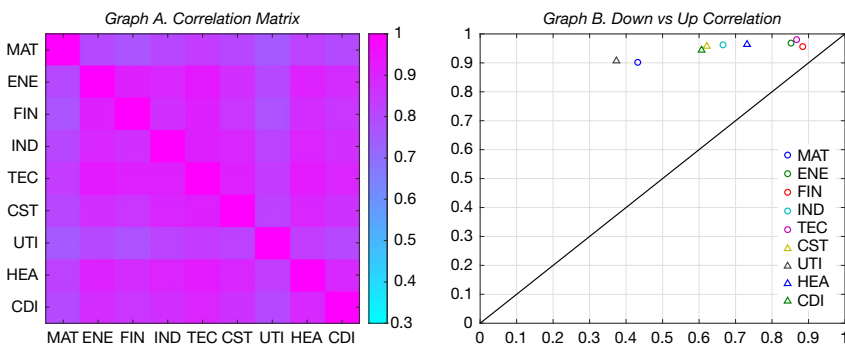 Graph A. Correlation Matrix
MAT
ENE
FIN
IND
TEC
CST
UTI
HEA
CDI
MAT ENE FIN IND TEC CST UTI HEA CDI
1
0.9
0.8
0.7
0.6
0.5
0.4
0.3
Graph B. Down vs Up Correlation
1
0.9
0.8
0.7
0.6
0.5
0.4
0.3
0.2
0.1
0
0 0.1 0.2 0.3 0.4 0.5 0.6 0.7 0.8 0.9 1
MAT
ENE
FIN
IND
TEC
CST
UTI
HEA
CDI